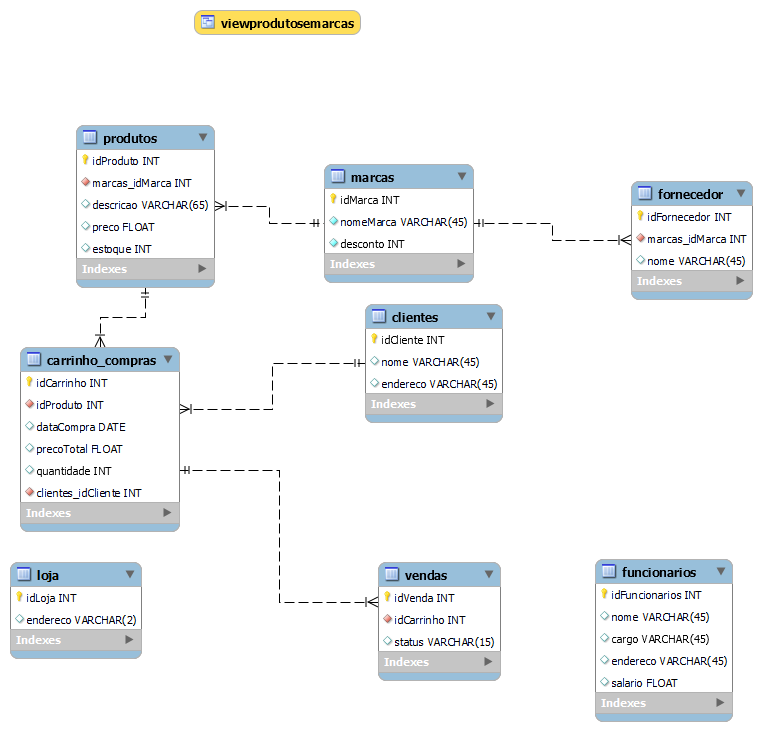 viewprodutosemarcas
produtos
idProduto INT
marcas_idMarca INT
descricao VARCHAR(65)
preco FLOAT
estoque INT
Indexes
marcas
idMarca INT
nomeMarca VARCHAR(45)
desconto INT
Indexes
fornecedor
idFornecedor INT
marcas_idMarca INT
nome VARCHAR(45)
Indexes
clientes
idCliente INT
nome VARCHAR(45)
endereco VARCHAR(45)
Indexes
carrinho_compras
idCarrinho INT
idProduto INT
dataCompra DATE
precoTotal FLOAT
quantidade INT
clientes_idCliente INT
Indexes
loja
idLoja INT
endereco VARCHAR(2)
Indexes
vendas
idVenda INT
idCarrinho INT
status VARCHAR(15)
Indexes
funcionarios
idFuncionarios INT
nome VARCHAR(45)
cargo VARCHAR(45)
endereco VARCHAR(45)
salario FLOAT
Indexes